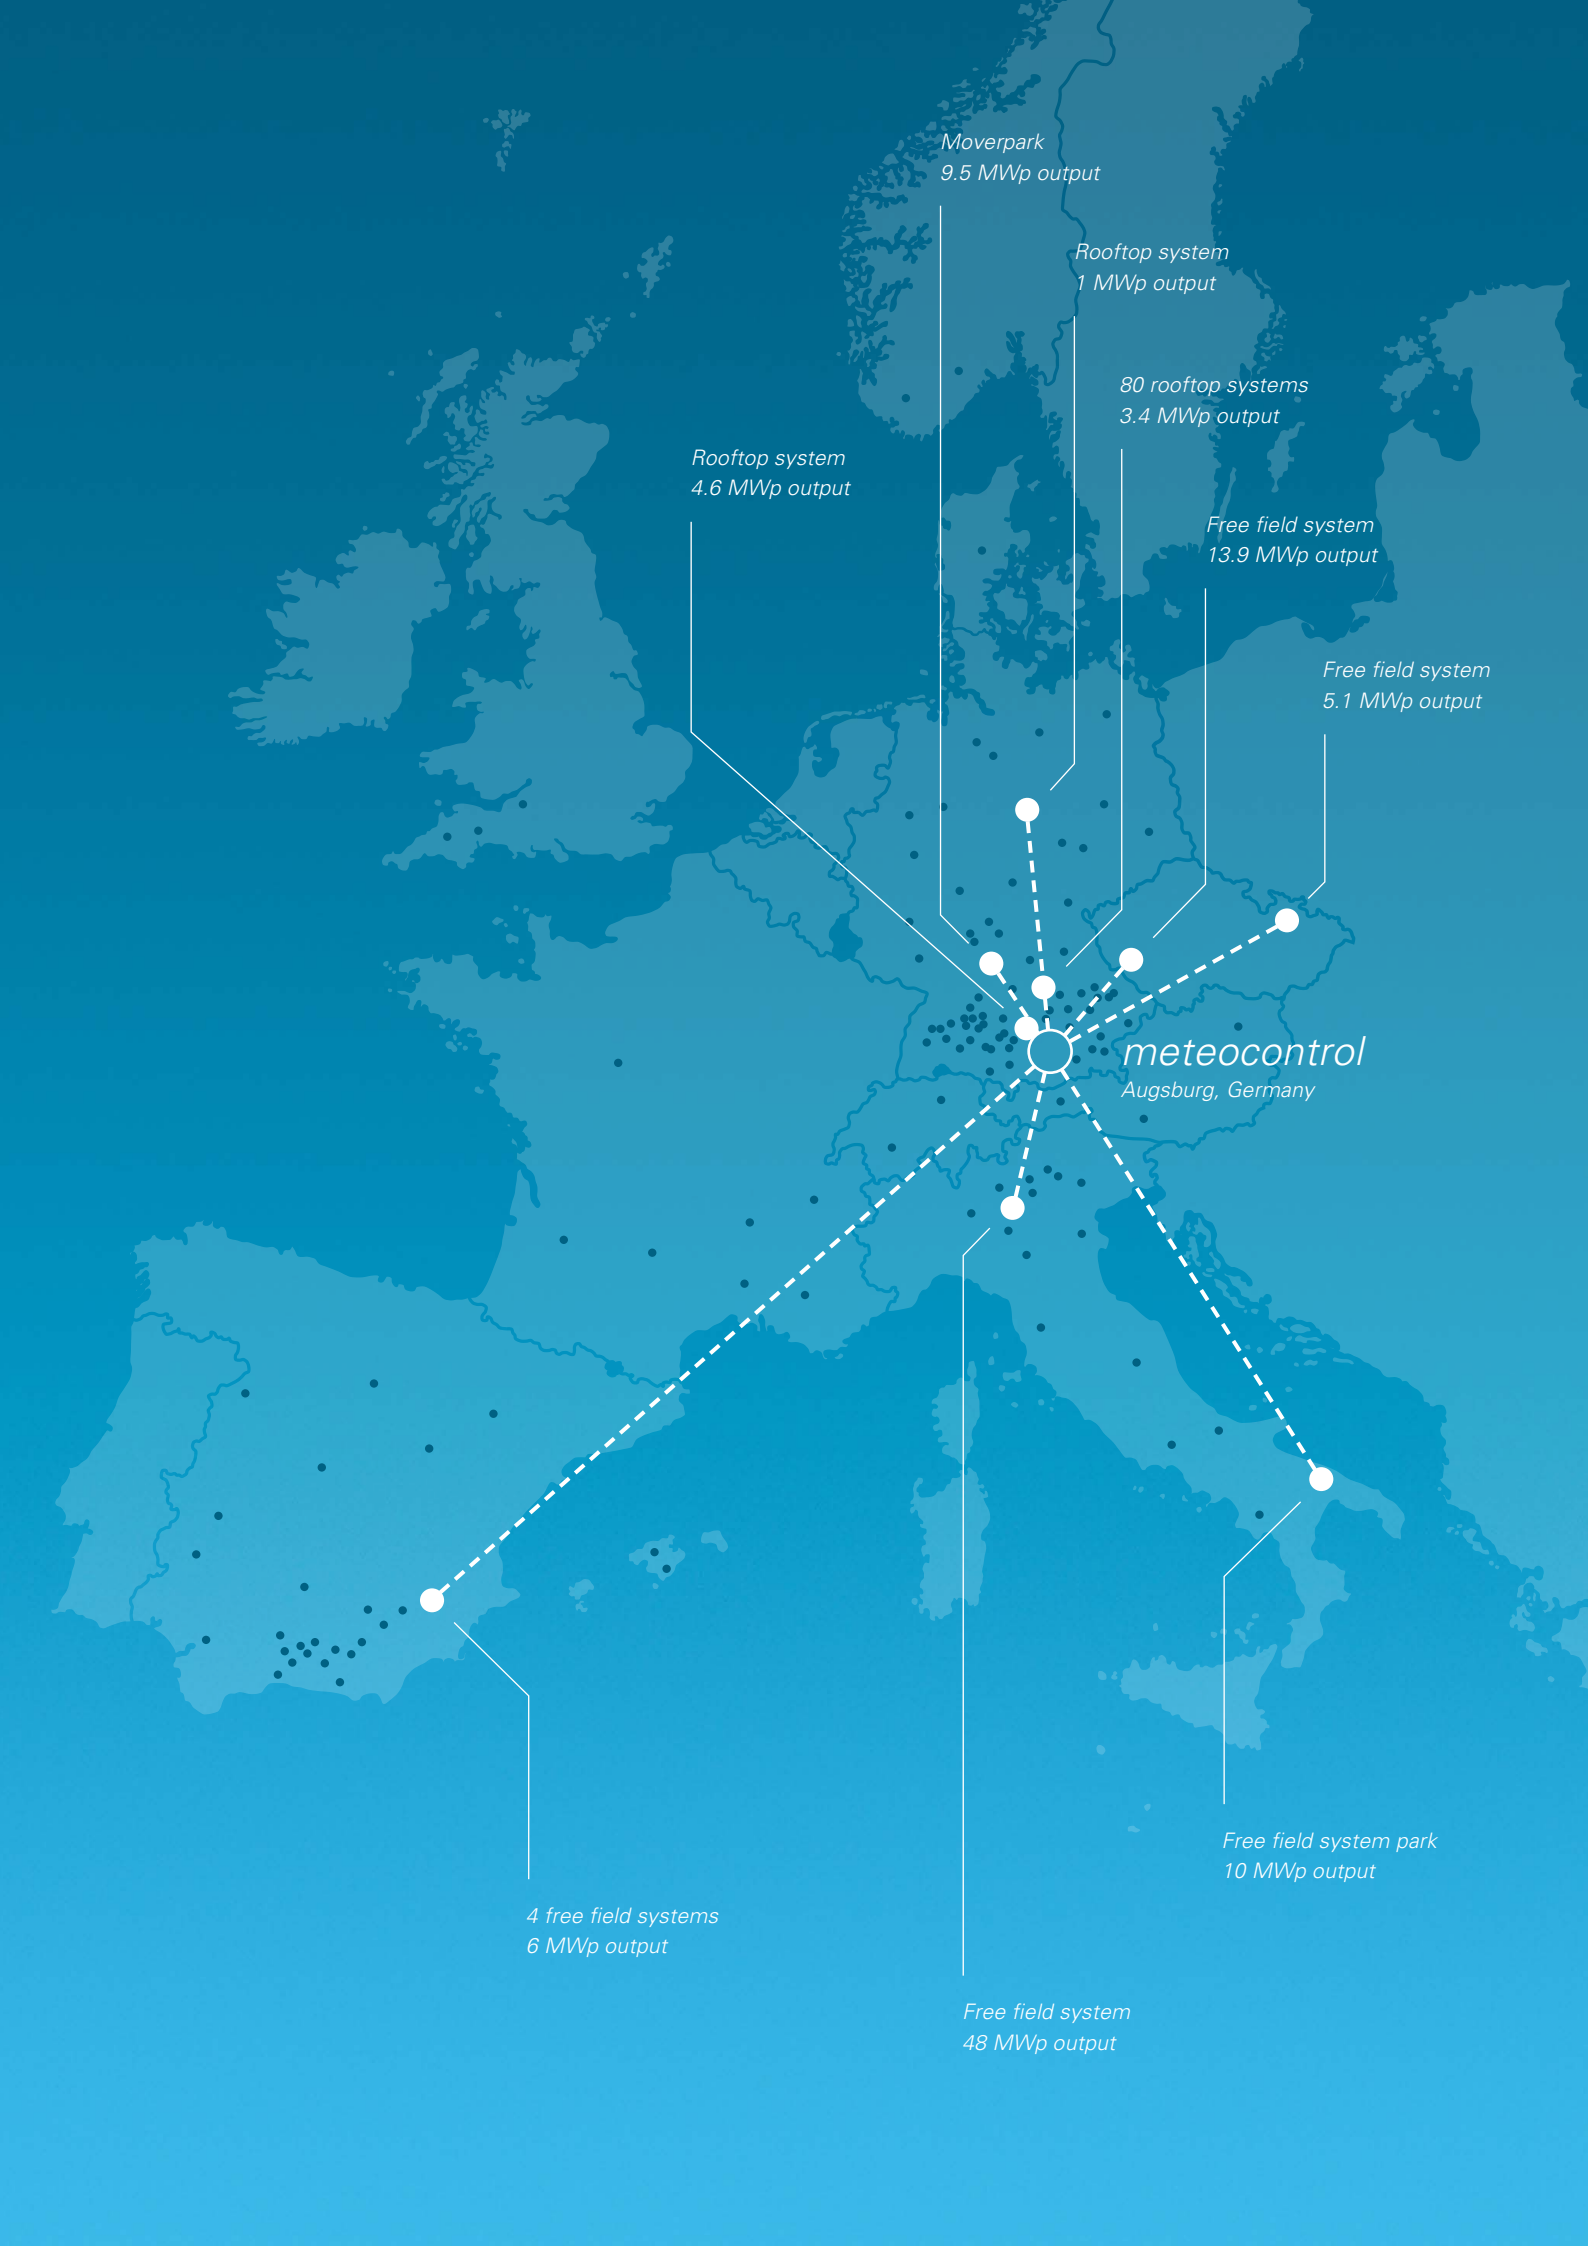 Moverpark
9.5 MWp output
Rooftop system
1 MWp output
80 rooftop systems
3.4 MWp output
Rooftop system
4.6 MWp output
Free field system
13.9 MWp output
Free field system
5.1 MWp output
meteocontrol
Augsburg, Germany
Free field system park
10 MWp output
4 free field systems
6 MWp output
Free field system
48 MWp output